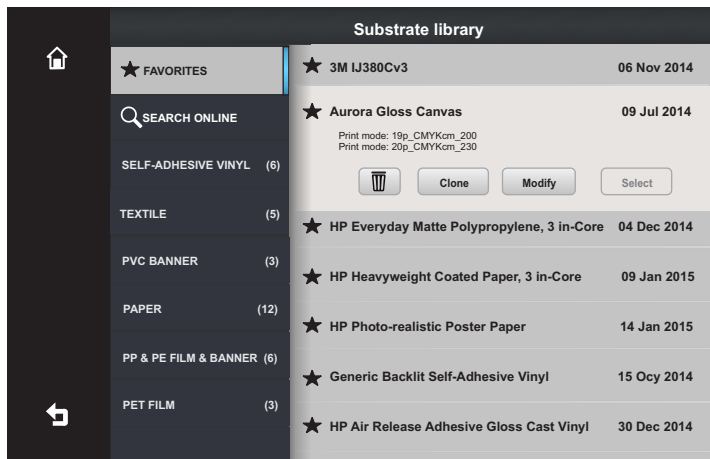 Substrate library
FAVORITES
SEARCH ONLINE
SELF-ADHESIVE VINYL (6)
TEXTILE (5)
PVC BANNER (3)
PAPER (12)
PP & PE FILM & BANNER (6)
PET FILM (3)
3M IJ380Cv3 06 Nov 2014
Aurora Gloss Canvas 09 Jul 2014
Print mode: 19p_CMYKcm_200
Print mode: 20p_CMYKcm_230
Clone Modify Select
HP Everyday Matte Polypropylene, 3 in-Core 04 Dec 2014
HP Heavyweight Coated Paper, 3 in-Core 09 Jan 2015
HP Photo-realistic Poster Paper 14 Jan 2015
Generic Backlit Self-Adhesive Vinyl 15 Ocy 2014
HP Air Release Adhesive Gloss Cast Vinyl 30 Dec 2014